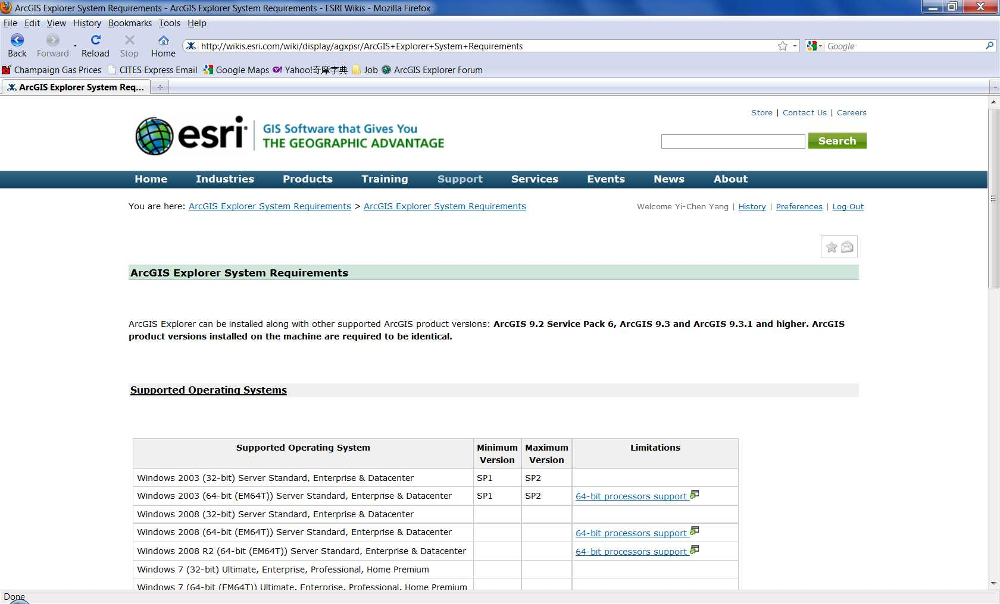 ArcGIS Explorer System Requirements - ArcGIS Explorer System Requirements - ESRI Wikis - Mozilla Firefox
File Edit View History Bookmarks Tools Help
Back Forward Reload Stop Home
http://wikis.esri.com/wiki/display/agxpsr/ArcGIS+Explorer+System+Requirements
Google
Champaign Gas Prices CITES Express Email Google Maps Yahoo!奇摩字典 Job ArcGIS Explorer Forum
ArcGIS Explorer System Req...
Store | Contact Us | Careers
esri
GIS Software that Gives You
THE GEOGRAPHIC ADVANTAGE
Search
Home Industries Products Training Support Services Events News About
You are here: ArcGIS Explorer System Requirements > ArcGIS Explorer System Requirements
Welcome Yi-Chen Yang | History | Preferences | Log Out
ArcGIS Explorer System Requirements
ArcGIS Explorer can be installed along with other supported ArcGIS product versions: ArcGIS 9.2 Service Pack 6, ArcGIS 9.3 and ArcGIS 9.3.1 and higher. ArcGIS
product versions installed on the machine are required to be identical.
Supported Operating Systems
Supported Operating System Minimum Version Maximum Version Limitations
Windows 2003 (32-bit) Server Standard, Enterprise & Datacenter SP1 SP2
Windows 2003 (64-bit (EM64T)) Server Standard, Enterprise & Datacenter SP1 SP2 64-bit processors support
Windows 2008 (32-bit) Server Standard, Enterprise & Datacenter
Windows 2008 (64-bit (EM64T)) Server Standard, Enterprise & Datacenter 64-bit processors support
Windows 2008 R2 (64-bit (EM64T)) Server Standard, Enterprise & Datacenter 64-bit processors support
Windows 7 (32-bit) Ultimate, Enterprise, Professional, Home Premium
Windows 7 (64-bit (EM64T)) Ultimate, Enterprise, Professional, Home Premium
Done